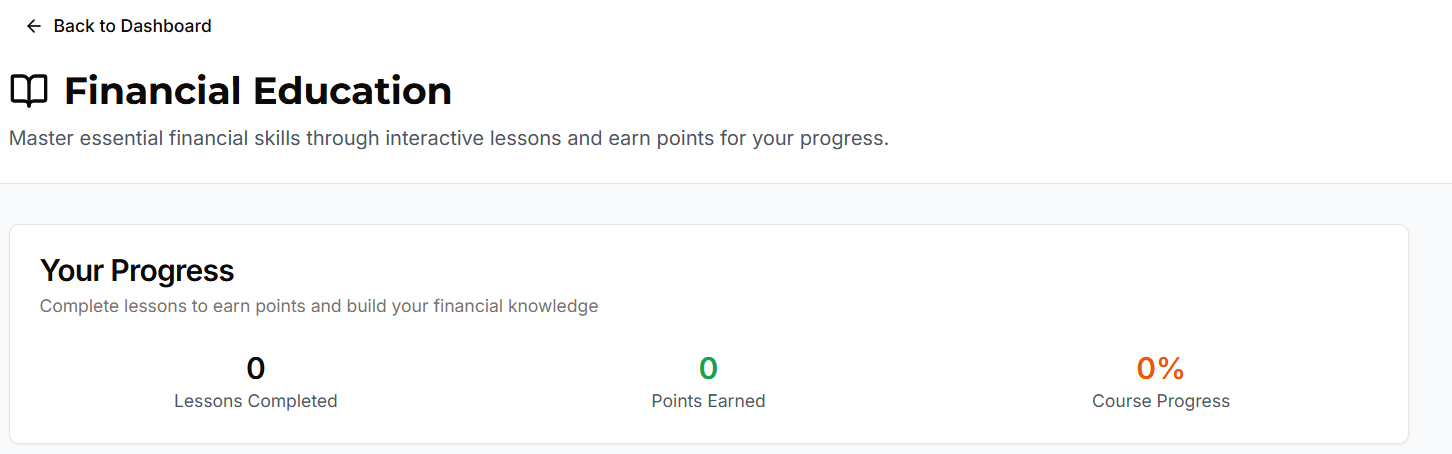 Back to Dashboard
Financial Education
Master essential financial skills through interactive lessons and earn points for your progress.
Your Progress
Complete lessons to earn points and build your financial knowledge
0 0 0%
Lessons Completed Points Earned Course Progress